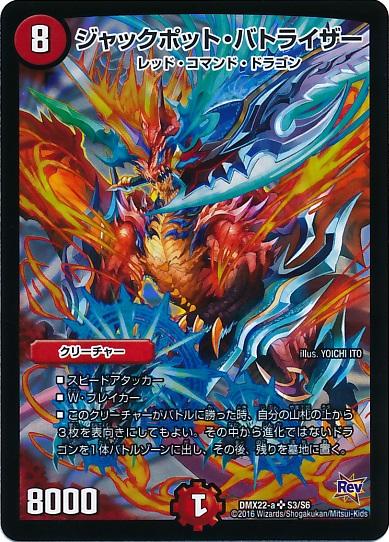 8
ジャックポット・バトライザー
レッド・コマンド・ドラゴン
illus. YOICHI ITO
クリーチャー
■ スピードアタッカー
■ W・ブレイカー
■ このクリーチャーがバトルに勝った時、自分の山札の上から
３枚を表向きにしてもよい。その中から進化ではないドラ
ゴンを1体バトルゾーンに出し、その後、残りを墓地に置く。
8000
1
DMX22-a S3/S6
©2016 Wizards/Shogakukan/Mitsui-Kids
Rev